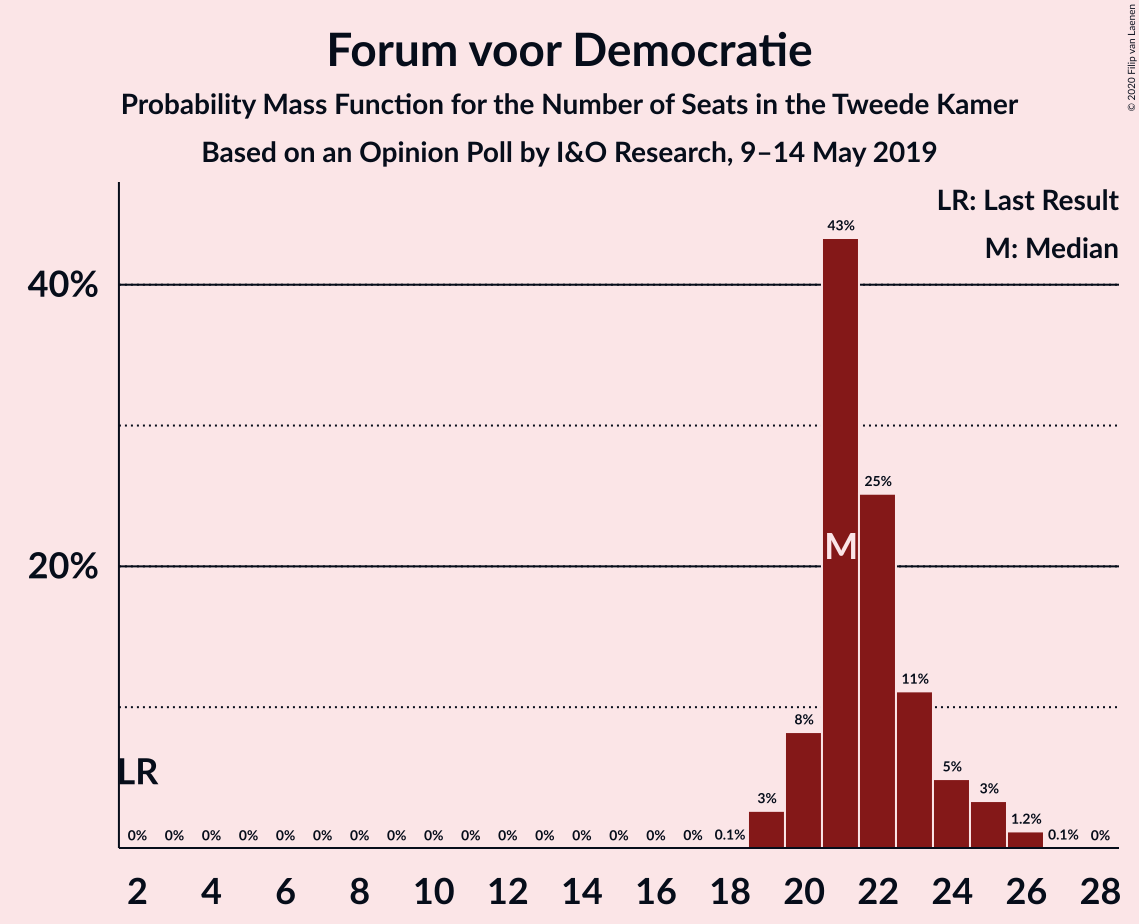 Forum voor Democratie
Probability Mass Function for the Number of Seats in the Tweede Kamer
Based on an Opinion Poll by I&O Research, 9–14 May 2019
© 2020 Filip van Laenen
LR: Last Result
M: Median
43%
40%
25%
M
20%
11%
8%
LR
5%
3%
3%
1.2%
0% 0% 0% 0% 0% 0% 0% 0% 0% 0% 0% 0% 0% 0% 0% 0% 0.1% 0.1% 0%
2 4 6 8 10 12 14 16 18 20 22 24 26 28